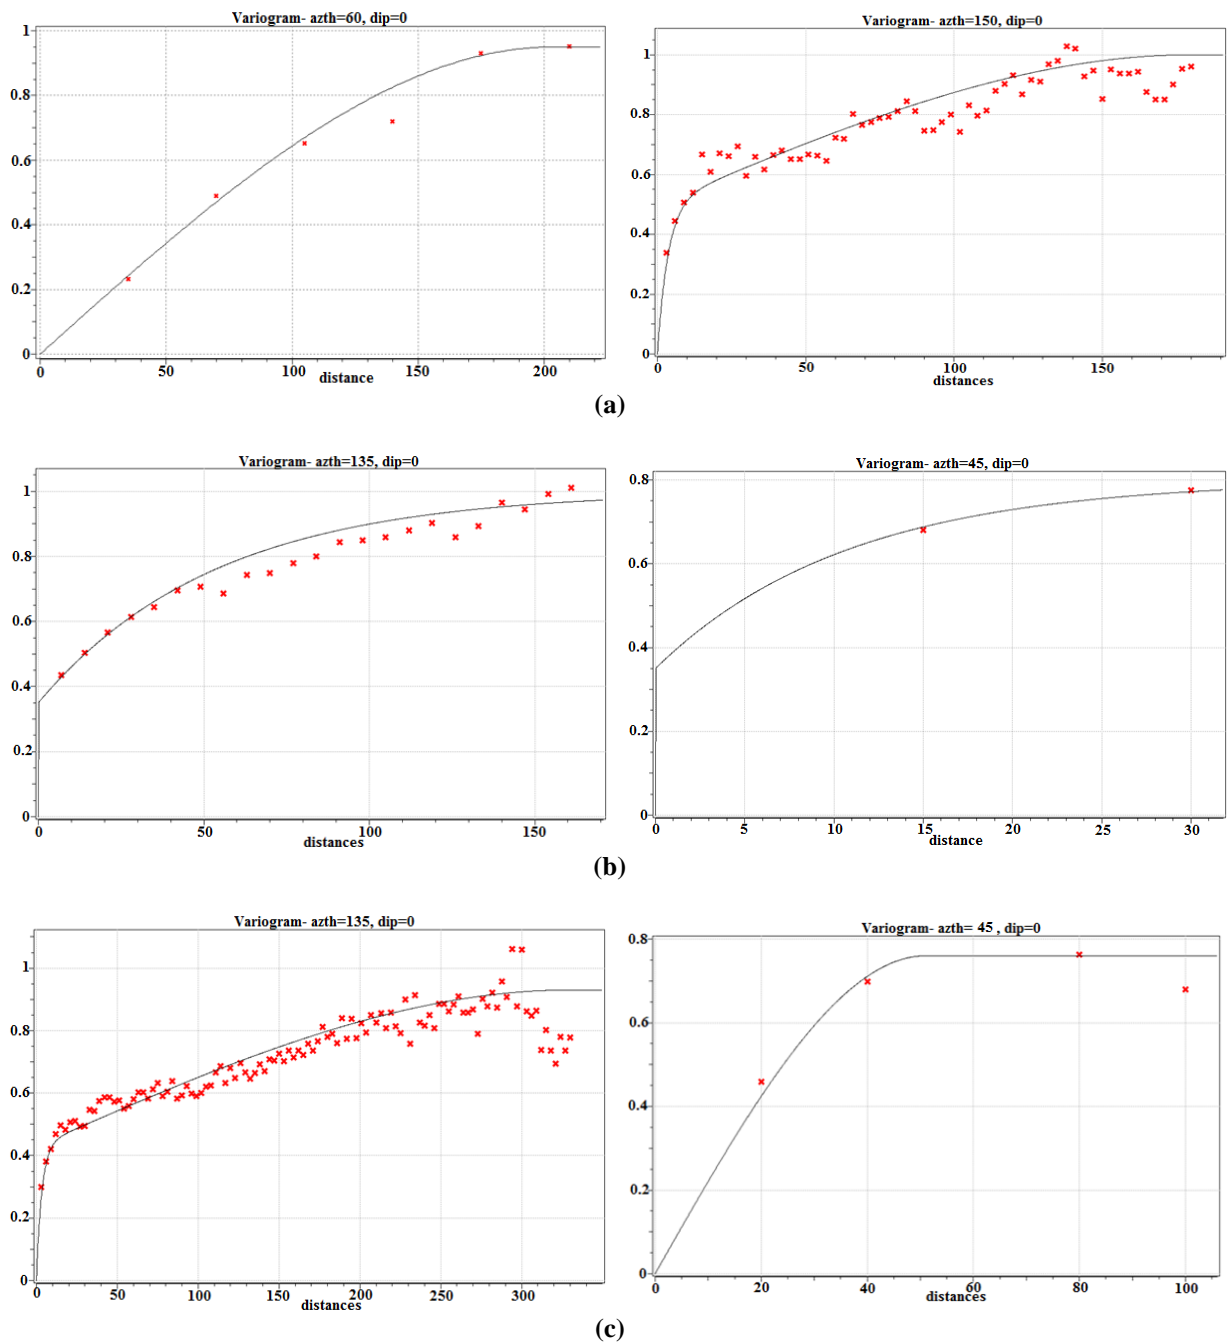 Variogram- azth=60, dip=0
1
0.8
0.6
0.4
0.2
0
0 50 100 150 200
distance
Variogram- azth=150, dip=0
1
0.8
0.6
0.4
0.2
0
0 50 100 150
distances
(a)
Variogram- azth=135, dip=0
1
0.8
0.6
0.4
0.2
0
0 50 100 150
distances
Variogram- azth=45, dip=0
0.8
0.6
0.4
0.2
0
0 5 10 15 20 25 30
distance
(b)
Variogram- azth=135, dip=0
1
0.8
0.6
0.4
0.2
0
0 50 100 150 200 250 300
distances
Variogram- azth= 45 , dip=0
0.8
0.6
0.4
0.2
0
0 20 40 60 80 100
distances
(c)